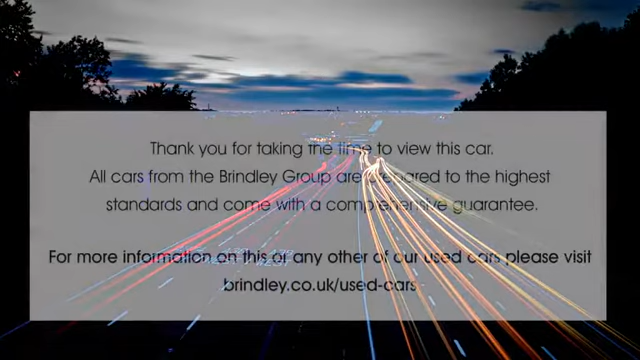 Thank you for taking the time to view this car.
All cars from the Brindley Group are prepared to the highest
standards and come with a comprehensive guarantee.
For more information on this or any other of our used cars please visit
brindley.co.uk/used-cars